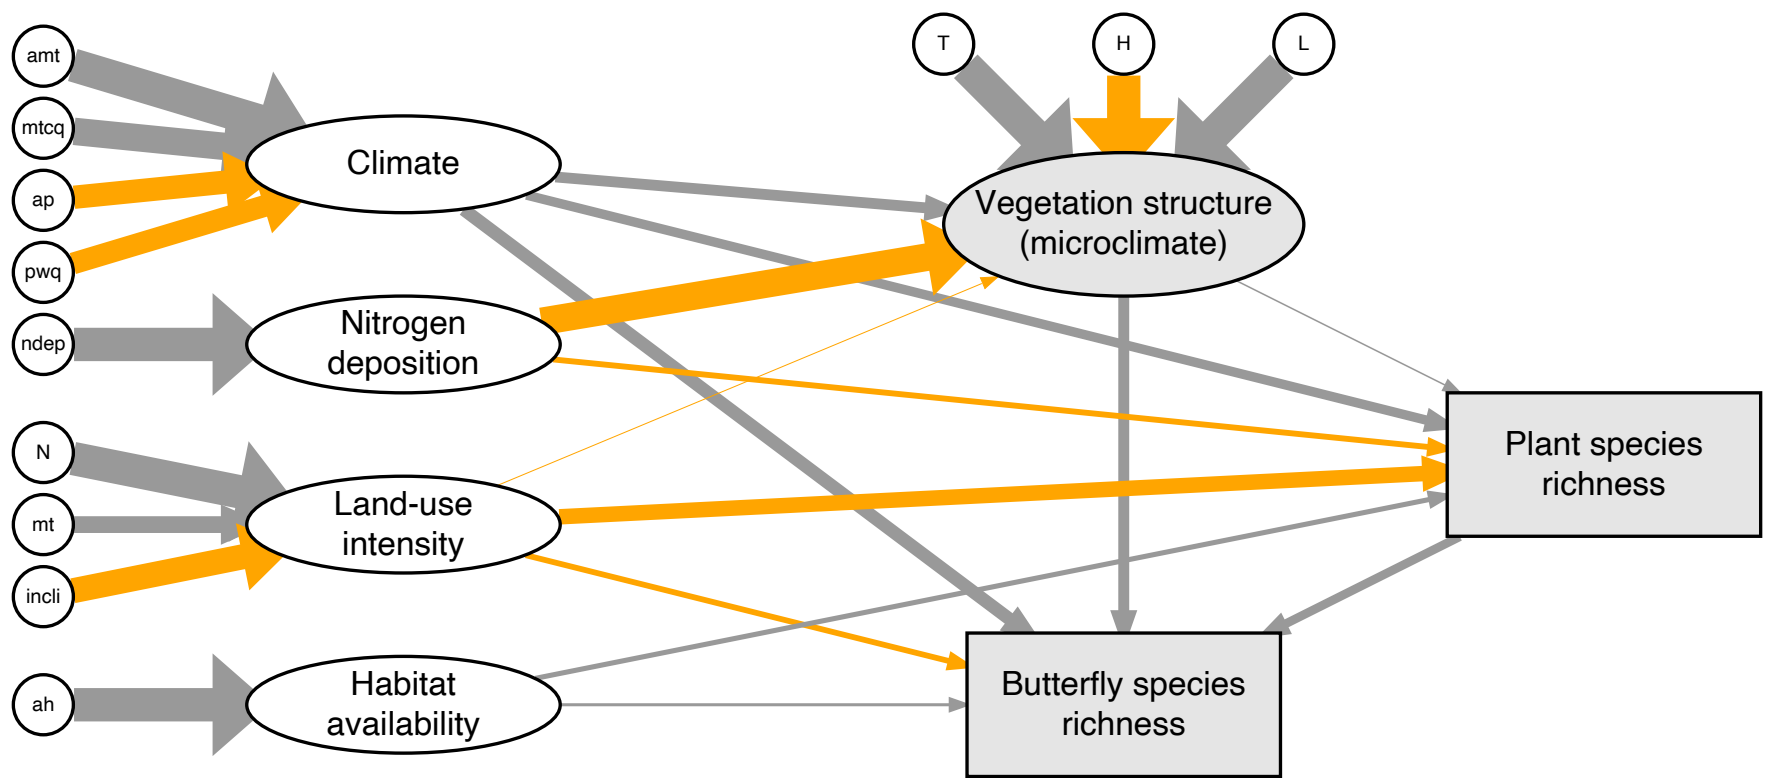 amt
mtcq
ap
pwq
ndep
N
mt
incli
ah
Climate
Nitrogen
deposition
Land-use
intensity
Habitat
availability
T
H
L
Vegetation structure
(microclimate)
Plant species
richness
Butterfly species
richness